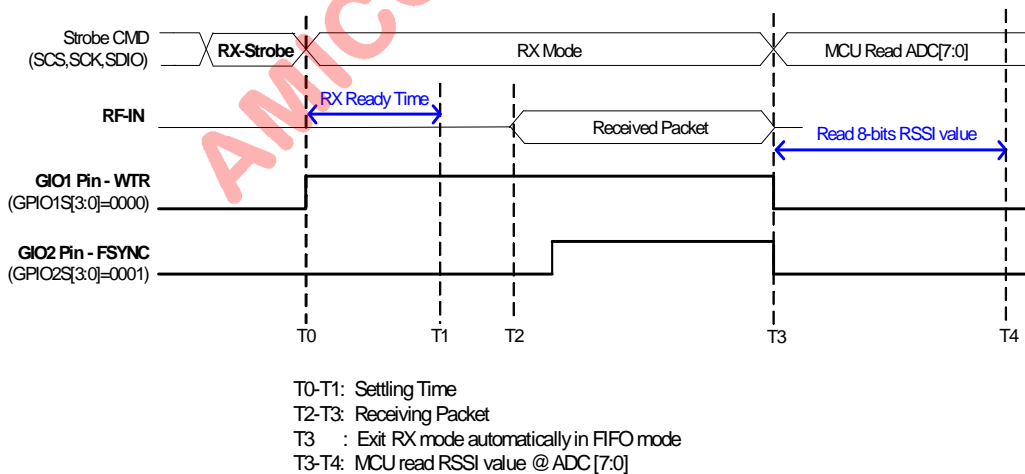 AMICCO
Strobe CMD
(SCS,SCK,SDIO)
RX-Strobe
RX Mode
MCU Read ADC[7:0]
RX Ready Time
RF-IN
Received Packet
Read 8-bits RSSI value
GIO1 Pin - WTR
(GPIO1S[3:0]=0000)
GIO2 Pin - FSYNC
(GPIO2S[3:0]=0001)
T0 T1 T2 T3 T4
T0-T1: Settling Time
T2-T3: Receiving Packet
T3 : Exit RX mode automatically in FIFO mode
T3-T4: MCU read RSSI value @ ADC [7:0]